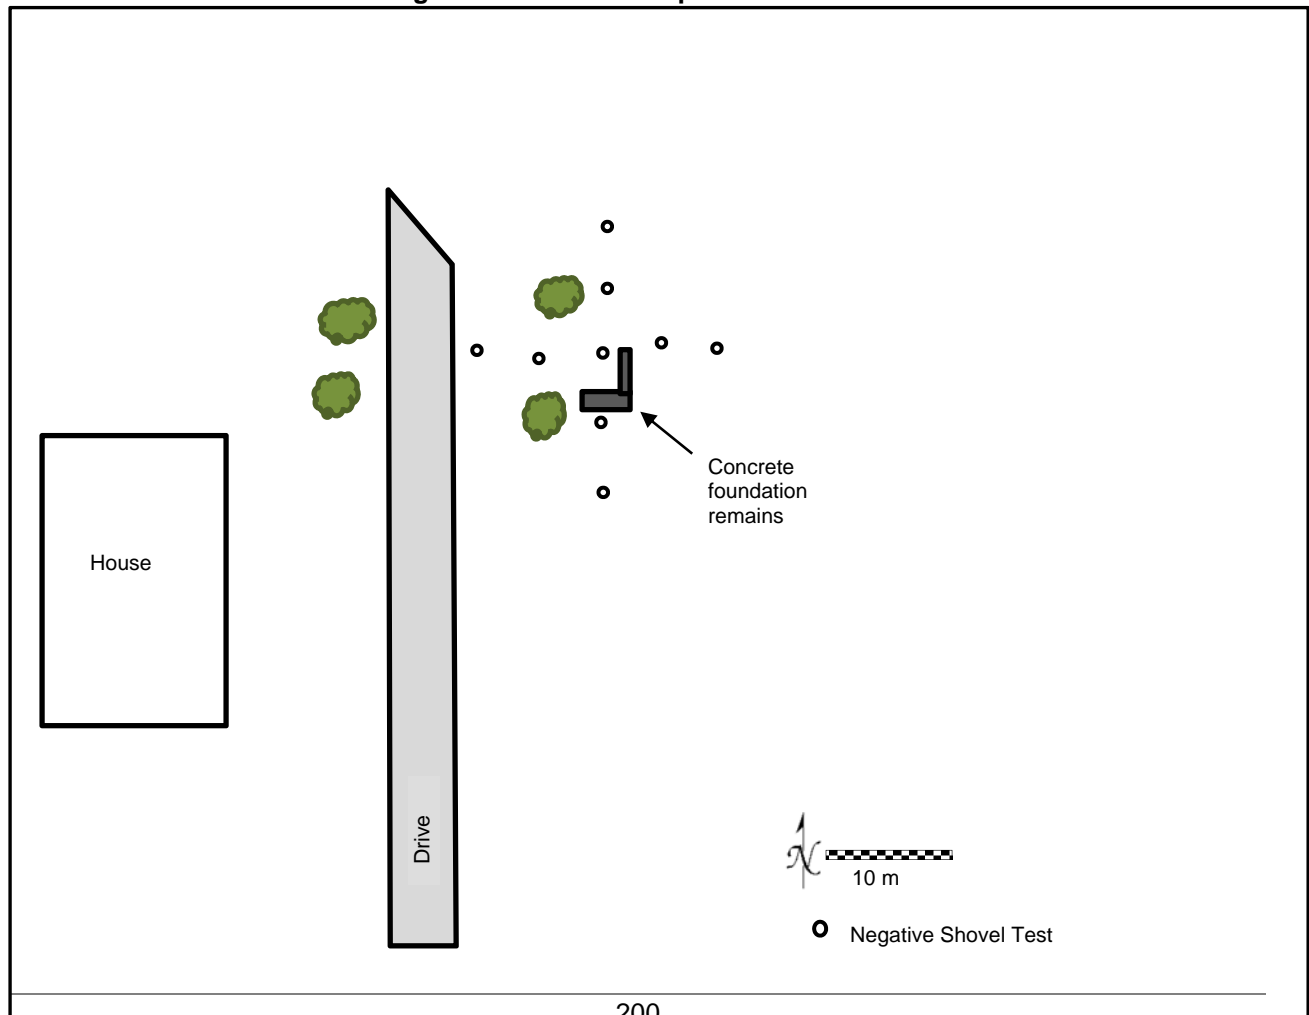 Concrete
foundation
remains
House
Drive
N
10 m
Negative Shovel Test
200